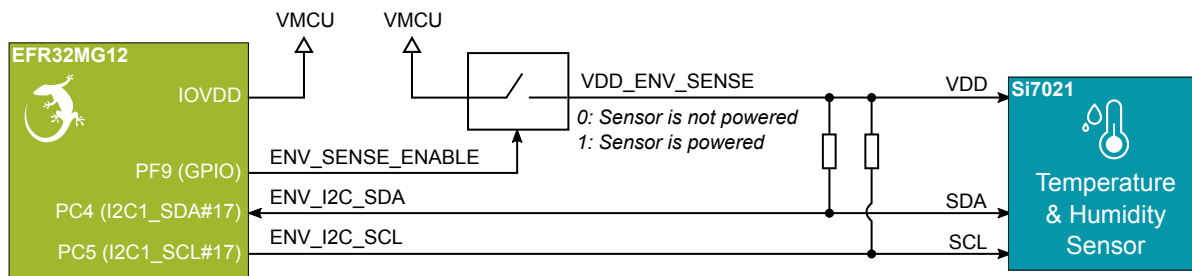 VMCU
VMCU
EFR32MG12
IOVDD
VDD_ENV_SENSE
VDD
Si7021
0: Sensor is not powered
1: Sensor is powered
ENV_SENSE_ENABLE
PF9 (GPIO)
ENV_I2C_SDA
PC4 (I2C1_SDA#17)
SDA
ENV_I2C_SCL
PC5 (I2C1_SCL#17)
SCL
Temperature
& Humidity
Sensor